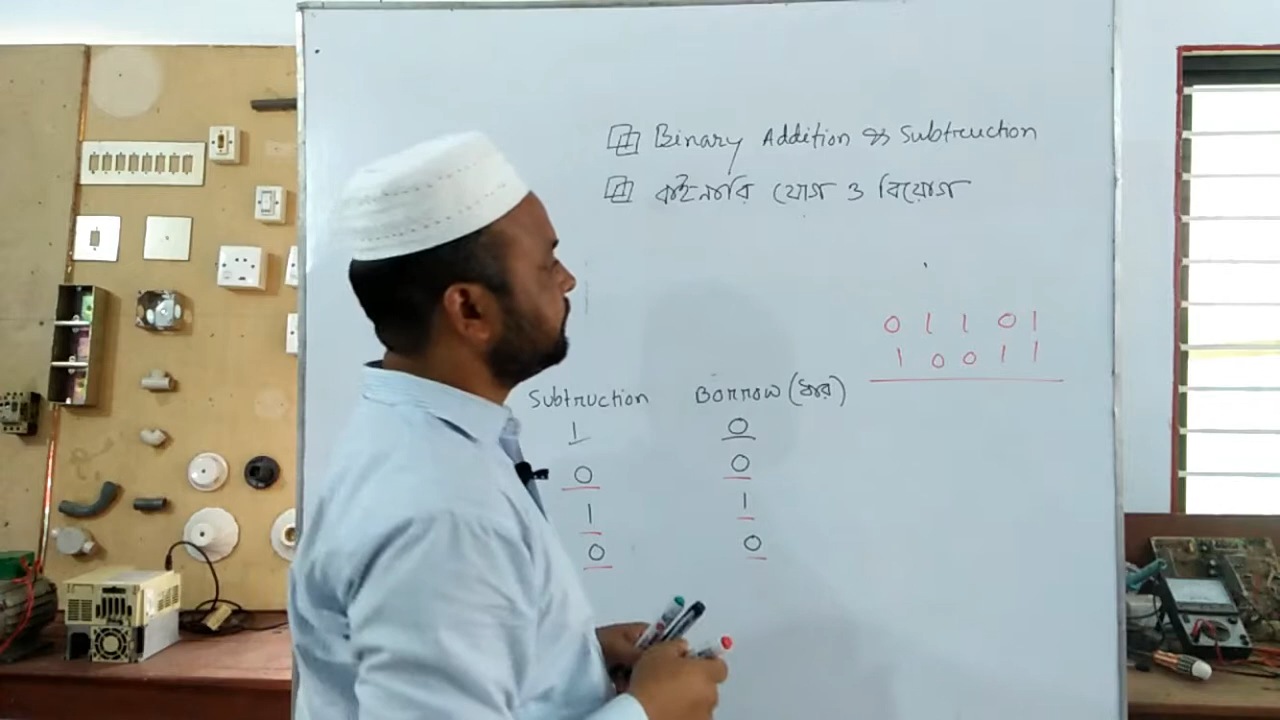 Binary Addition & Subtruction
বাইনারি যোগ ও বিয়োগ
0 1 1 0 1
1 0 0 1 1
Subtruction Borrow (ধার)
1 0
0 0
1 1
0 0